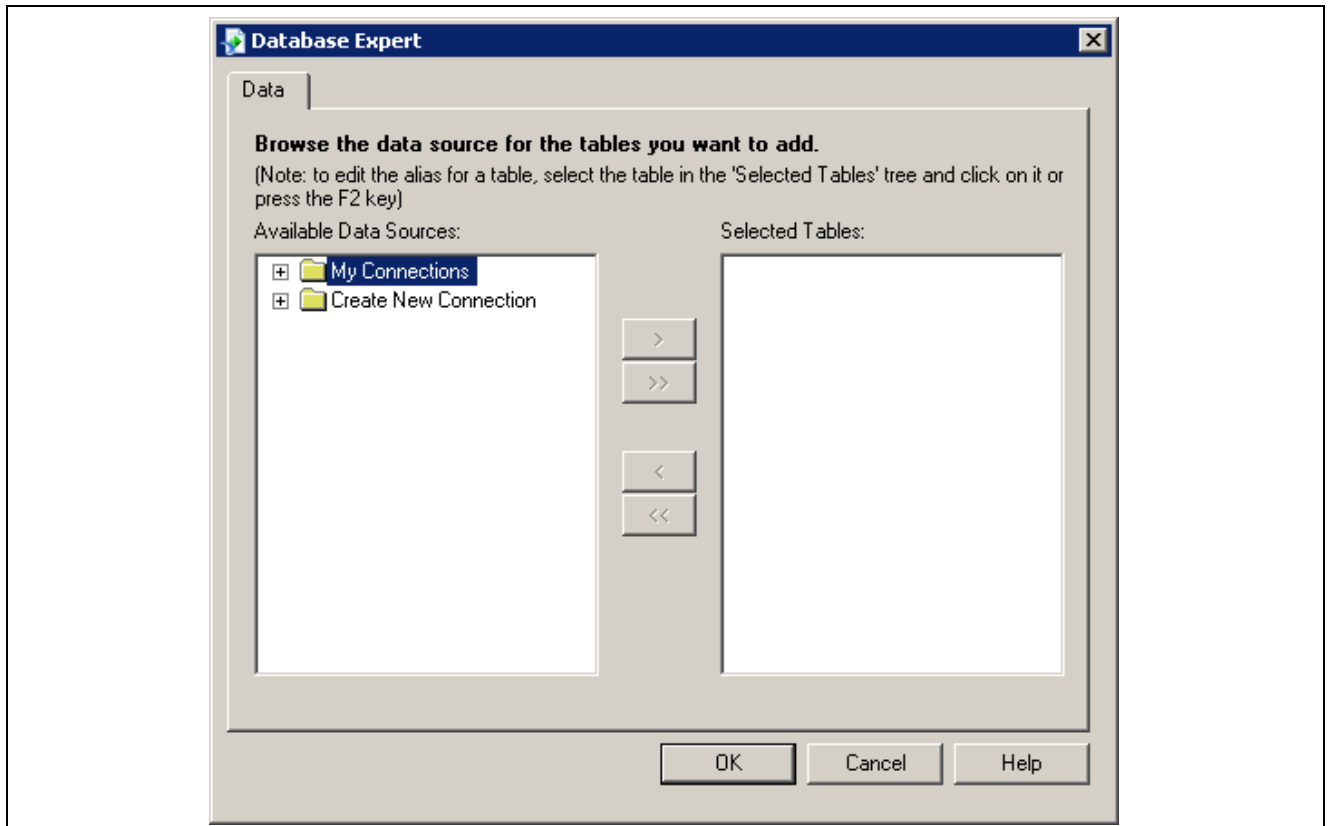 Database Expert
Data
Browse the data source for the tables you want to add.
(Note: to edit the alias for a table, select the table in the 'Selected Tables' tree and click on it or
press the F2 key)
Available Data Sources:
Selected Tables:
My Connections
Create New Connection
>
>>
<
<<
OK
Cancel
Help